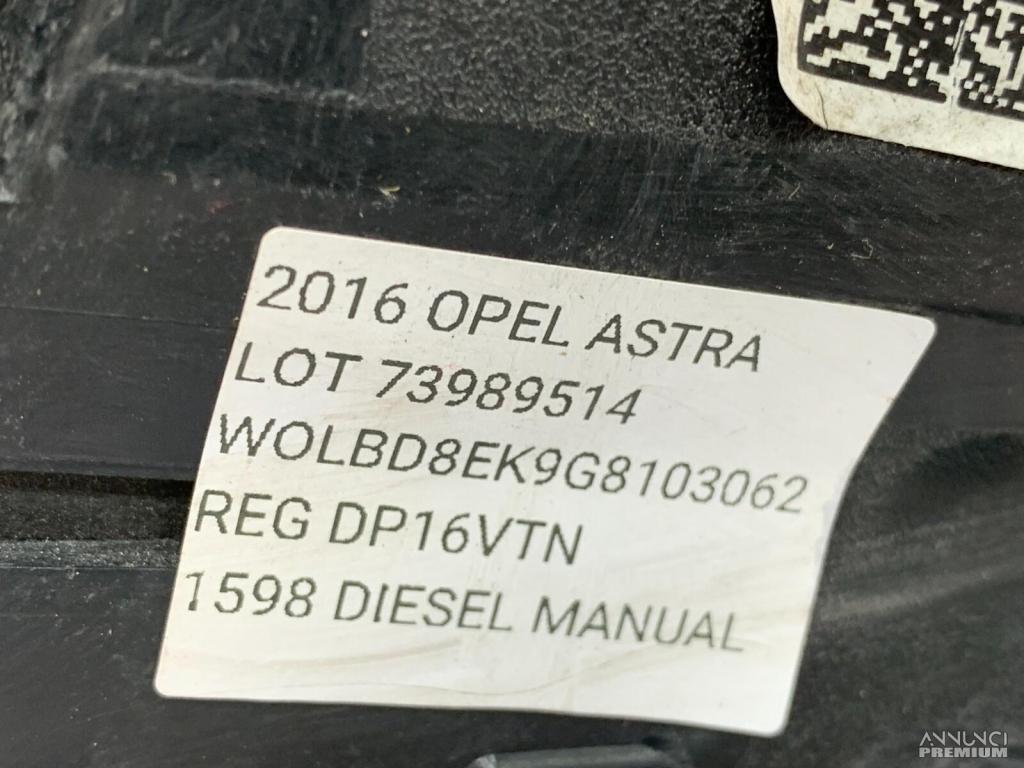 2016 OPEL ASTRA
LOT 73989514
WOLBD8EK9G8103062
REG DP16VTN
1598 DIESEL MANUAL
ANNUNCI
PREMIUM